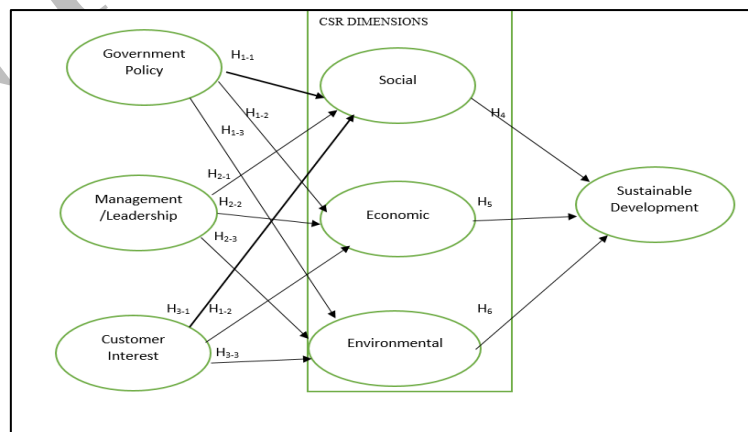 CSR DIMENSIONS
Government
Policy
H1-1
Social
H1-2
H1-3
H4
H2-1
Management
/Leadership
H2-2
H2-3
Economic
H5
Sustainable
Development
H3-1
H1-2
Customer
Interest
H3-3
Environmental
H6